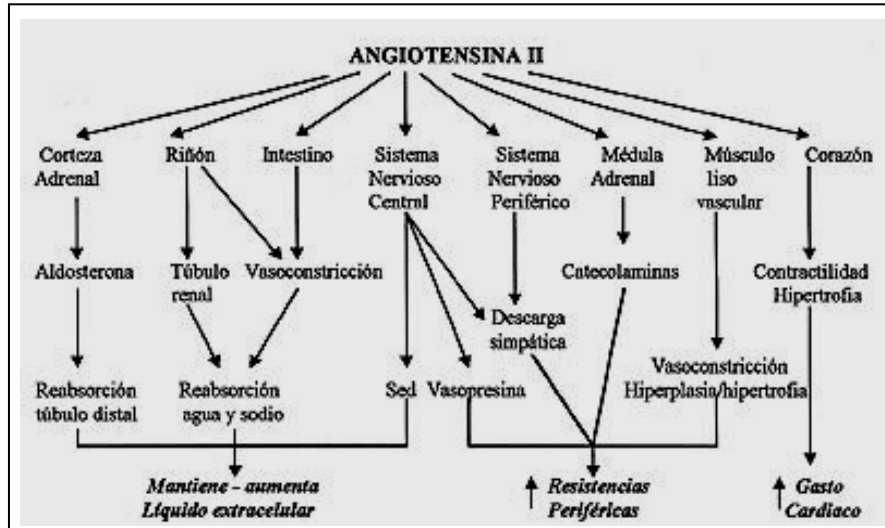 ANGIOTENSINA II
Corteza
Adrenal
Riñón
Intestino
Sistema
Nervioso
Central
Sistema
Nervioso
Periférico
Médula
Adrenal
Músculo
liso
vascular
Corazón
Aldosterona
Túbulo
renal
Vasoconstricción
Catecolaminas
Contractilidad
Hipertrofia
Descarga
simpática
Vasoconstricción
Hiperplasia/hipertrofia
Reabsorción
túbulo distal
Reabsorción
agua y sodio
Sed
Vasopresina
Mantiene - aumenta
Líquido extracelular
Resistencias
Periféricas
Gasto
Cardiaco